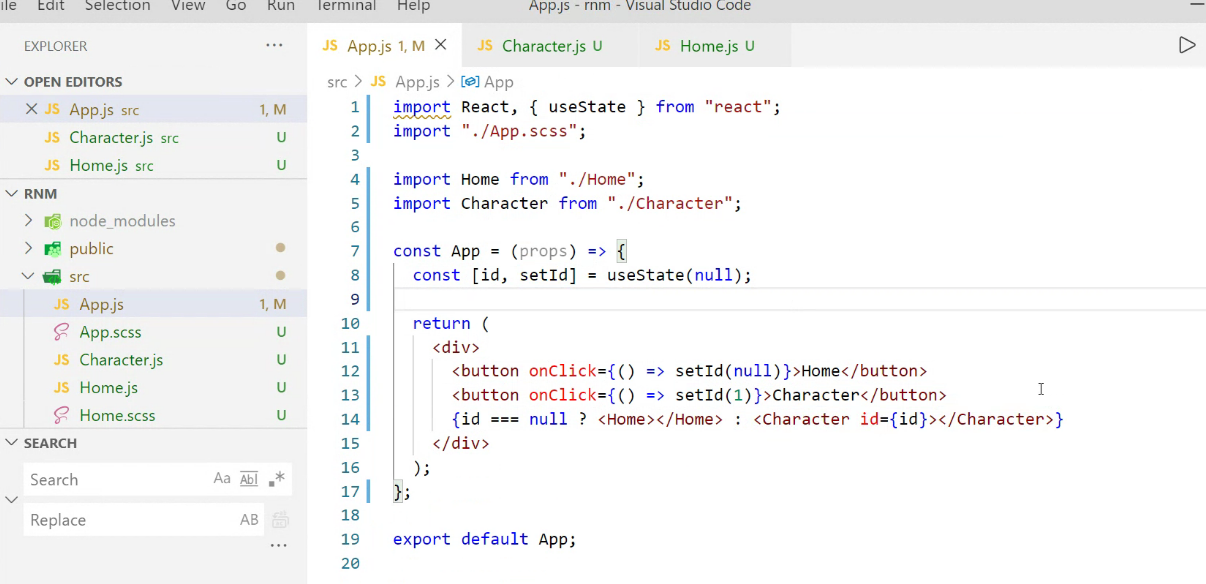 Edit Selection View Go Run Terminal Help App.js - rnm - Visual Studio Code
EXPLORER ···
OPEN EDITORS
JS App.js src 1, M
JS Character.js src U
JS Home.js src U
RNM
node_modules
public
src
JS App.js 1, M
App.scss U
JS Character.js U
JS Home.js U
Home.scss U
SEARCH
Search Aa Abl .*
Replace AB
···
JS App.js 1, M JS Character.js U JS Home.js U
src > JS App.js > App
1 import React, { useState } from "react";
2 import "./App.scss";
3
4 import Home from "./Home";
5 import Character from "./Character";
6
7 const App = (props) => {
8 const [id, setId] = useState(null);
9
10 return (
11 <div>
12 <button onClick={() => setId(null)}>Home</button>
13 <button onClick={() => setId(1)}>Character</button>
14 {id === null ? <Home></Home> : <Character id={id}></Character>}
15 </div>
16 );
17 };
18
19 export default App;
20